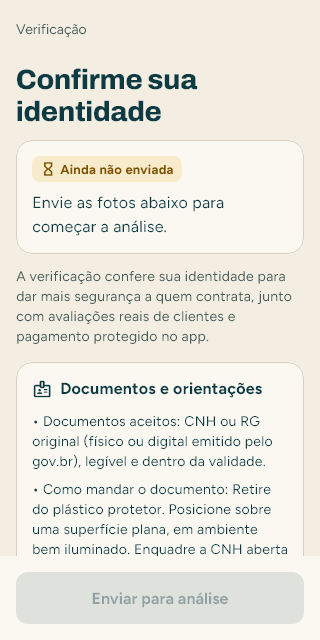 Verificação
Confirme sua
identidade
Ainda não enviada
Envie as fotos abaixo para
começar a análise.
A verificação confere sua identidade para
dar mais segurança a quem contrata, junto
com avaliações reais de clientes e
pagamento protegido no app.
Documentos e orientações
• Documentos aceitos: CNH ou RG
original (físico ou digital emitido pelo
gov.br), legível e dentro da validade.
• Como mandar o documento: Retire
do plástico protetor. Posicione sobre
uma superfície plana, em ambiente
bem iluminado. Enquadre a CNH aberta
Enviar para análise